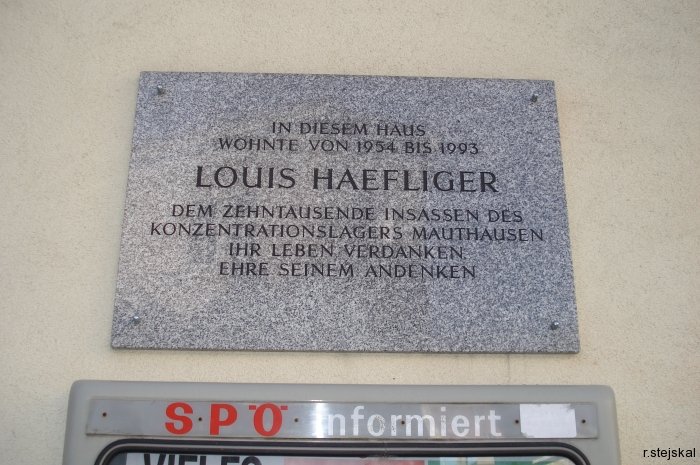 IN DIESEM HAUS
WOHNTE VON 1954 BIS 1993
LOUIS HAEFLIGER
DEM ZEHNTAUSENDE INSASSEN DES
KONZENTRATIONSLAGERS MAUTHAUSEN
IHR LEBEN VERDANKEN
EHRE SEINEM ANDENKEN
SPÖ informiert
VIELES
r.stejskal